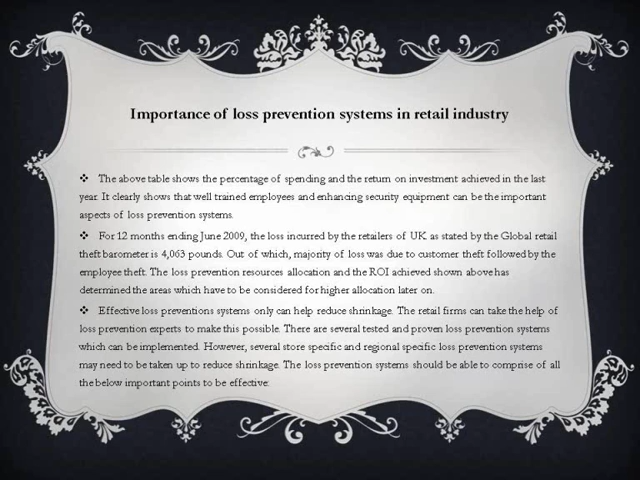 Importance of loss prevention systems in retail industry
❖ The above table shows the percentage of spending and the return on investment achieved in the last
year. It clearly shows that well trained employees and enhancing security equipment can be the important
aspects of loss prevention systems.
❖ For 12 months ending June 2009, the loss incurred by the retailers of UK as stated by the Global retail
theft barometer is 4,063 pounds. Out of which, majority of loss was due to customer theft followed by the
employee theft. The loss prevention resources allocation and the ROI achieved shown above has
determined the areas which have to be considered for higher allocation later on.
❖ Effective loss preventions systems only can help reduce shrinkage. The retail firms can take the help of
loss prevention experts to make this possible. There are several tested and proven loss prevention systems
which can be implemented. However, several store specific and regional specific loss prevention systems
may need to be taken up to reduce shrinkage. The loss prevention systems should be able to comprise of all
the below important points to be effective: